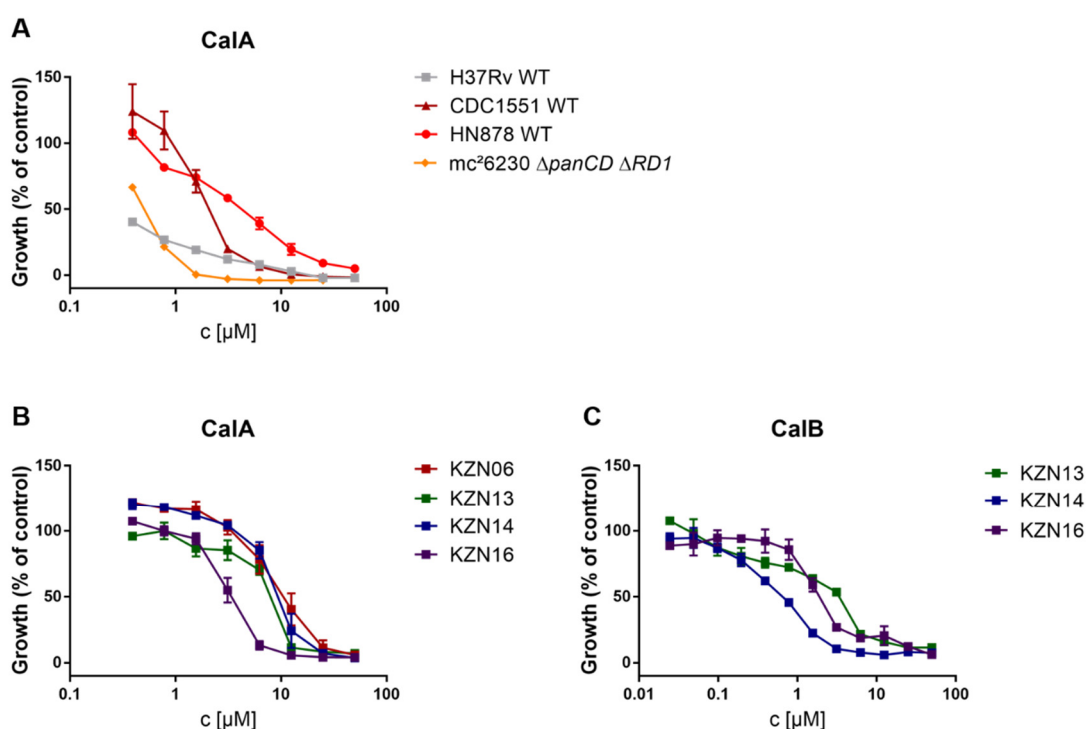 A
CalA
Growth (% of control)
150
100
50
0
0.1
1
10
100
c [µM]
H37Rv WT
CDC1551 WT
HN878 WT
mc²6230 ΔpanCD ΔRD1
B
CalA
Growth (% of control)
150
100
50
0
0.1
1
10
100
c [µM]
KZN06
KZN13
KZN14
KZN16
C
CalB
Growth (% of control)
150
100
50
0
0.01
0.1
1
10
100
c [µM]
KZN13
KZN14
KZN16